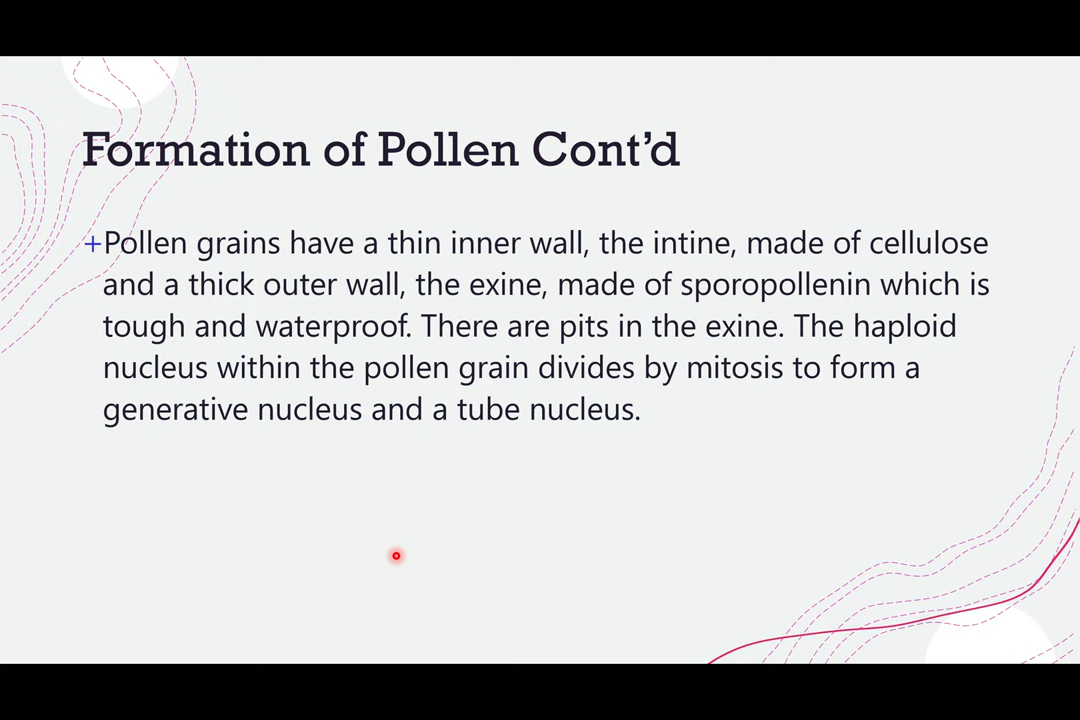 Formation of Pollen Cont’d
+Pollen grains have a thin inner wall, the intine, made of cellulose
and a thick outer wall, the exine, made of sporopollenin which is
tough and waterproof. There are pits in the exine. The haploid
nucleus within the pollen grain divides by mitosis to form a
generative nucleus and a tube nucleus.